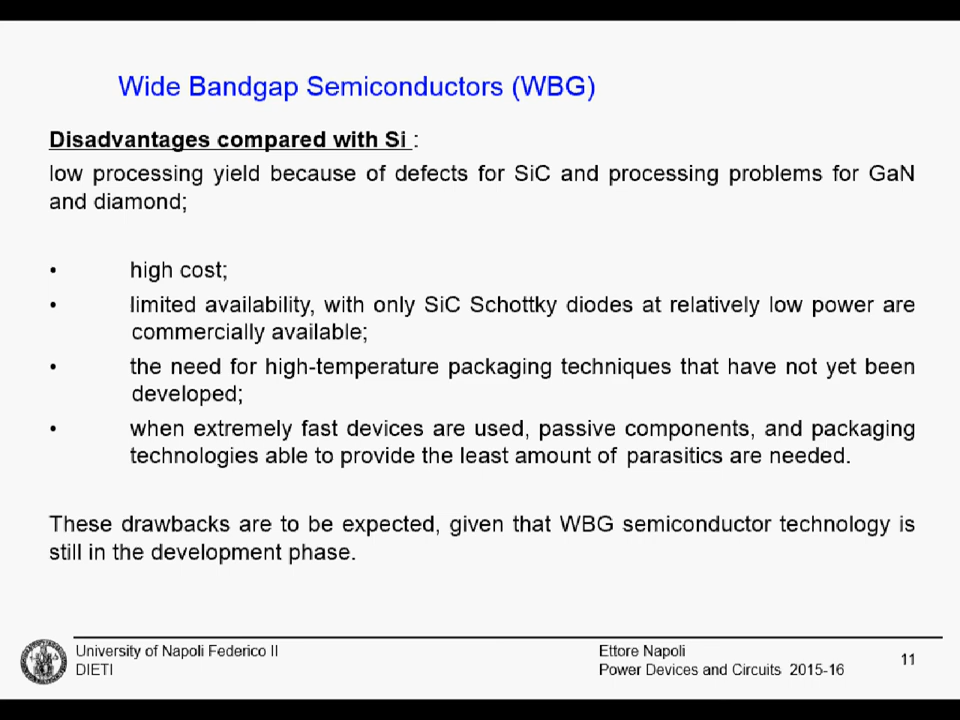 Wide Bandgap Semiconductors (WBG)
Disadvantages compared with Si :
low processing yield because of defects for SiC and processing problems for GaN
and diamond;
• high cost;
• limited availability, with only SiC Schottky diodes at relatively low power are
commercially available;
• the need for high-temperature packaging techniques that have not yet been
developed;
• when extremely fast devices are used, passive components, and packaging
technologies able to provide the least amount of parasitics are needed.
These drawbacks are to be expected, given that WBG semiconductor technology is
still in the development phase.
University of Napoli Federico II
DIETI
Ettore Napoli
Power Devices and Circuits 2015-16
11